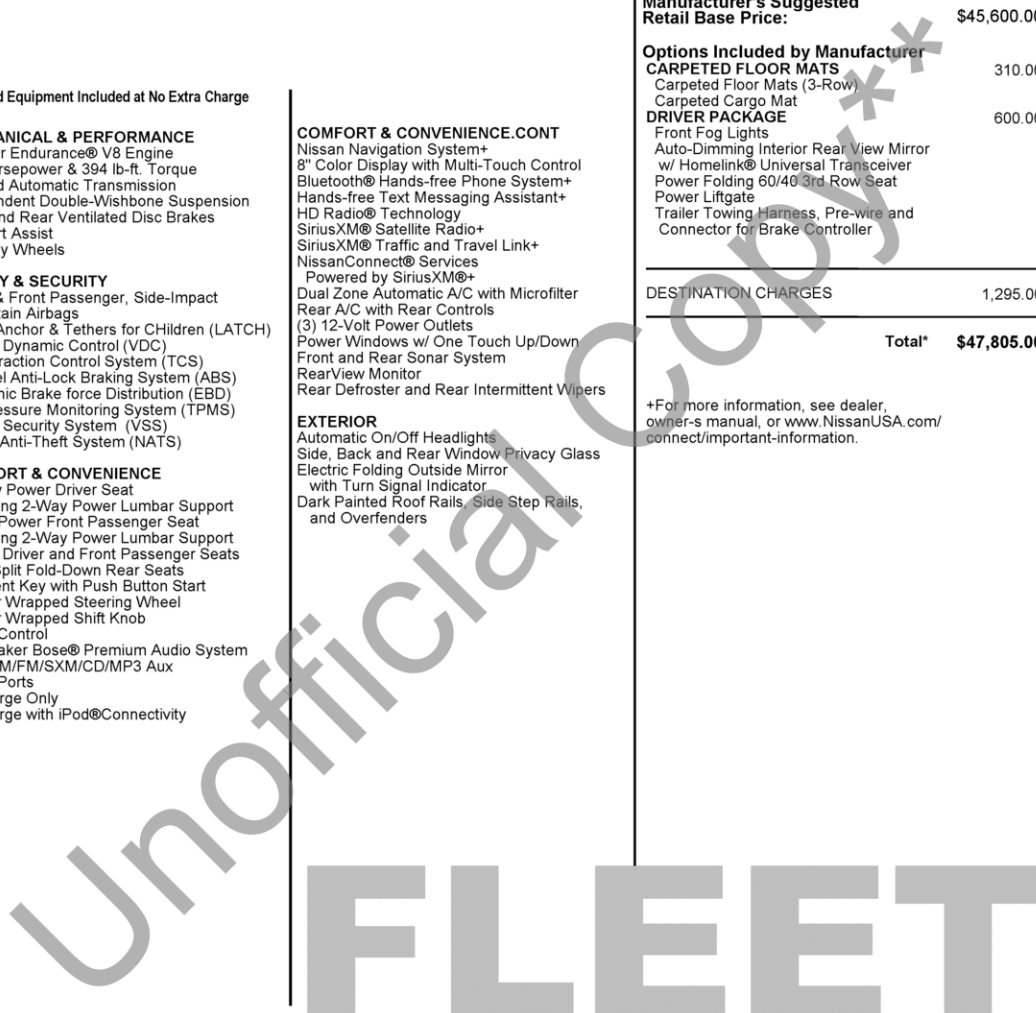 d Equipment Included at No Extra Charge
ANICAL & PERFORMANCE
r Endurance® V8 Engine
rsepower & 394 lb-ft. Torque
d Automatic Transmission
ndent Double-Wishbone Suspension
nd Rear Ventilated Disc Brakes
rt Assist
y Wheels
Y & SECURITY
& Front Passenger, Side-Impact
tain Airbags
Anchor & Tethers for CHildren (LATCH)
Dynamic Control (VDC)
raction Control System (TCS)
el Anti-Lock Braking System (ABS)
nic Brake force Distribution (EBD)
essure Monitoring System (TPMS)
Security System (VSS)
Anti-Theft System (NATS)
ORT & CONVENIENCE
y Power Driver Seat
ng 2-Way Power Lumbar Support
Power Front Passenger Seat
ng 2-Way Power Lumbar Support
Driver and Front Passenger Seats
Split Fold-Down Rear Seats
ent Key with Push Button Start
r Wrapped Steering Wheel
r Wrapped Shift Knob
Control
aker Bose® Premium Audio System
M/FM/SXM/CD/MP3 Aux
Ports
rge Only
rge with iPod®Connectivity
COMFORT & CONVENIENCE.CONT
Nissan Navigation System+
8" Color Display with Multi-Touch Control
Bluetooth® Hands-free Phone System+
Hands-free Text Messaging Assistant+
HD Radio® Technology
SiriusXM® Satellite Radio+
SiriusXM® Traffic and Travel Link+
NissanConnect® Services
Powered by SiriusXM®+
Dual Zone Automatic A/C with Microfilter
Rear A/C with Rear Controls
(3) 12-Volt Power Outlets
Power Windows w/ One Touch Up/Down
Front and Rear Sonar System
RearView Monitor
Rear Defroster and Rear Intermittent Wipers
EXTERIOR
Automatic On/Off Headlights
Side, Back and Rear Window Privacy Glass
Electric Folding Outside Mirror
with Turn Signal Indicator
Dark Painted Roof Rails, Side Step Rails,
and Overfenders
Manufacturer's Suggested
Retail Base Price: $45,600.00
Options Included by Manufacturer
CARPETED FLOOR MATS 310.00
Carpeted Floor Mats (3-Row)
Carpeted Cargo Mat
DRIVER PACKAGE 600.00
Front Fog Lights
Auto-Dimming Interior Rear View Mirror
w/ Homelink® Universal Transceiver
Power Folding 60/40 3rd Row Seat
Power Liftgate
Trailer Towing Harness, Pre-wire and
Connector for Brake Controller
DESTINATION CHARGES 1,295.00
Total* $47,805.00
+For more information, see dealer,
owner-s manual, or www.NissanUSA.com/
connect/important-information.
Unofficial Copy**
FLEET